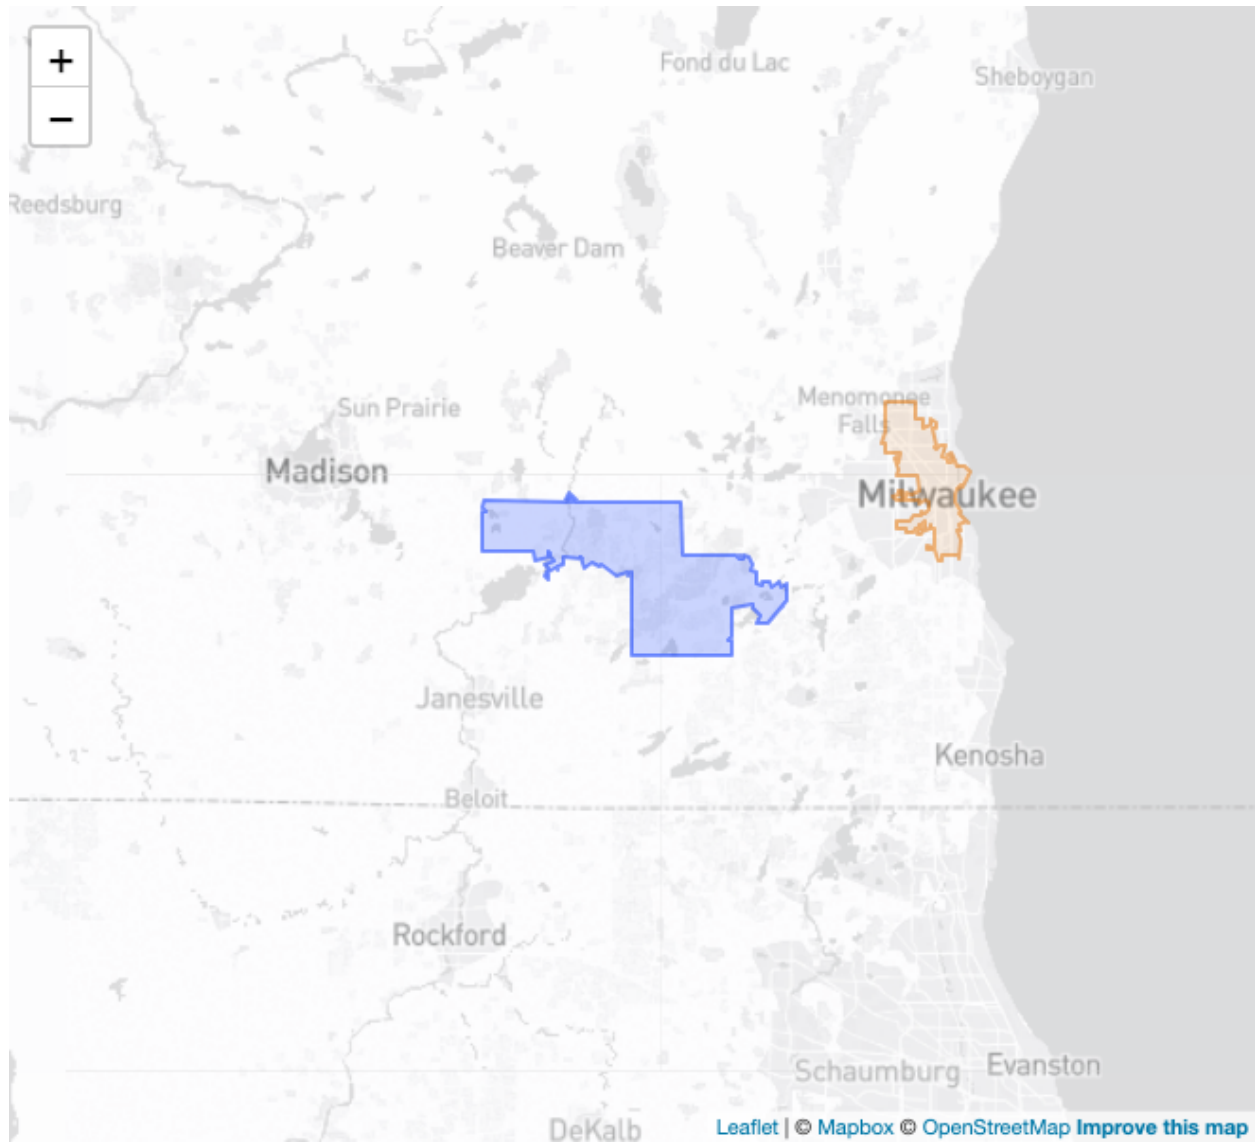 +
Fond du Lac
Sheboygan
−
Reedsburg
Beaver Dam
Menomonee
Falls
Sun Prairie
Madison
Milwaukee
Janesville
Kenosha
Beloit
Rockford
Schaumburg
Evanston
DeKalb
Leaflet | © Mapbox © OpenStreetMap Improve this map